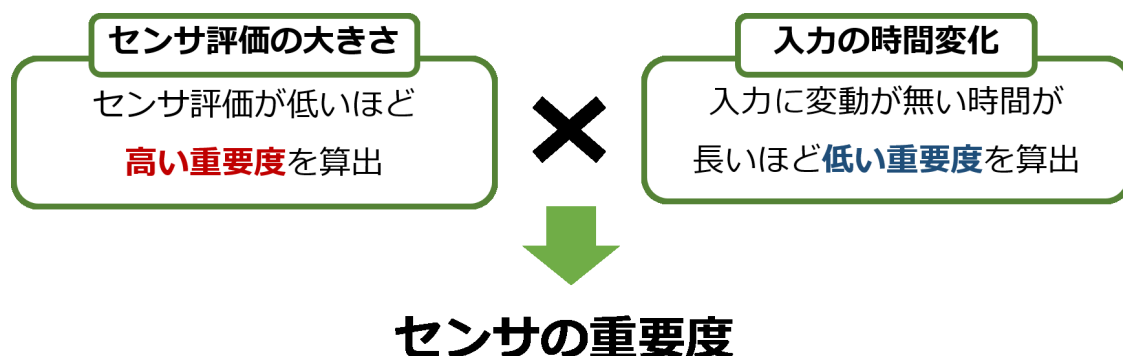 センサ評価の大きさ
センサ評価が低いほど
高い重要度を算出
×
入力の時間変化
入力に変動が無い時間が
長いほど低い重要度を算出
センサの重要度